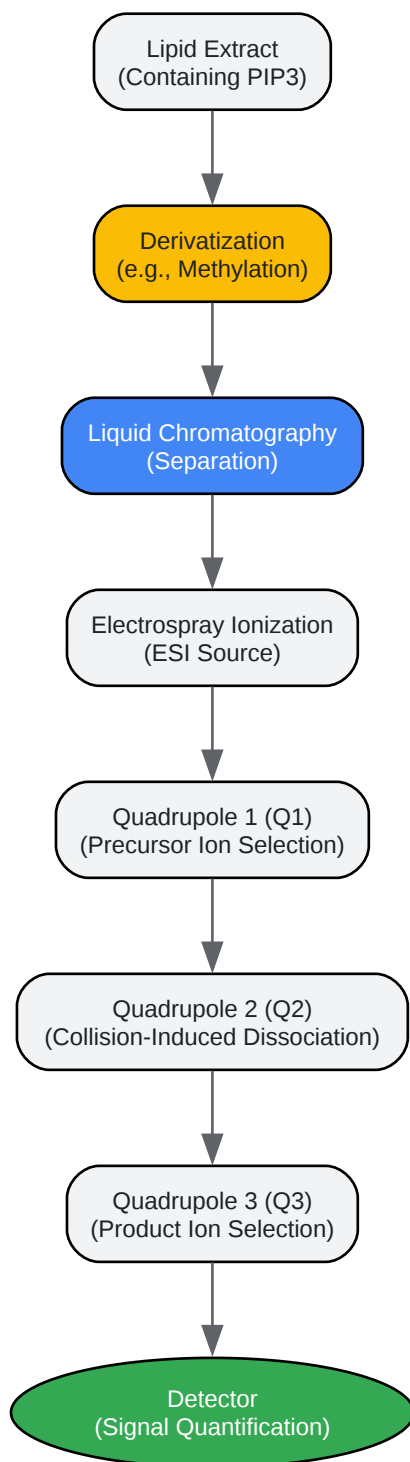 Lipid Extract
(Containing PIP3)
Derivatization
(e.g., Methylation)
Liquid Chromatography
(Separation)
Electrospray Ionization
(ESI Source)
Quadrupole 1 (Q1)
(Precursor Ion Selection)
Quadrupole 2 (Q2)
(Collision-Induced Dissociation)
Quadrupole 3 (Q3)
(Product Ion Selection)
Detector
(Signal Quantification)